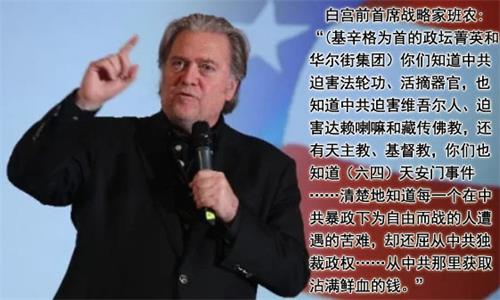 白宫前首席战略家班农:
“(基辛格为首的政坛菁英和
华尔街集团) 你们知道中共
迫害法轮功、活摘器官,也
知道中共迫害维吾尔人、迫
害达赖喇嘛和藏传佛教,还
有天主教、基督教,你们也
知道(六四)天安门事件
……清楚地知道每一个在中
共暴政下为自由而战的人遭
遇的苦难,却还屈从中共独
裁政权……从中共那里获取
沾满鲜血的钱。”